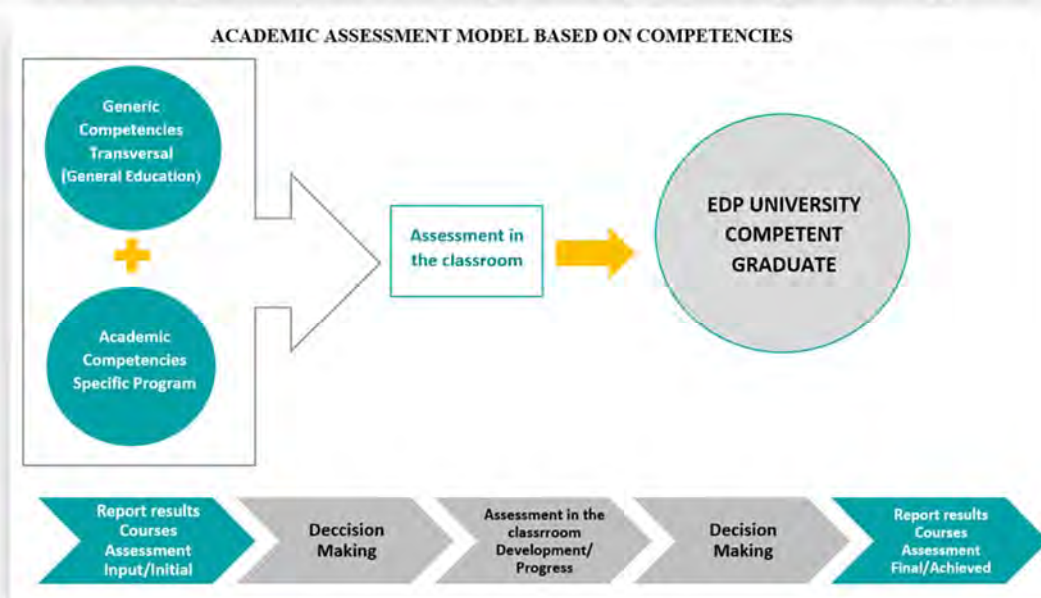 ACADEMIC ASSESSMENT MODEL BASED ON COMPETENCIES
Generic
Competencies
Transversal
(General Education)
Academic
Competencies
Specific Program
Assessment in
the classroom
EDP UNIVERSITY
COMPETENT
GRADUATE
Report results
Courses
Assessment
Input/Initial
Deccision
Making
Assessment in the
classrroom
Development/
Progress
Decision
Making
Report results
Courses
Assessment
Final/Achieved